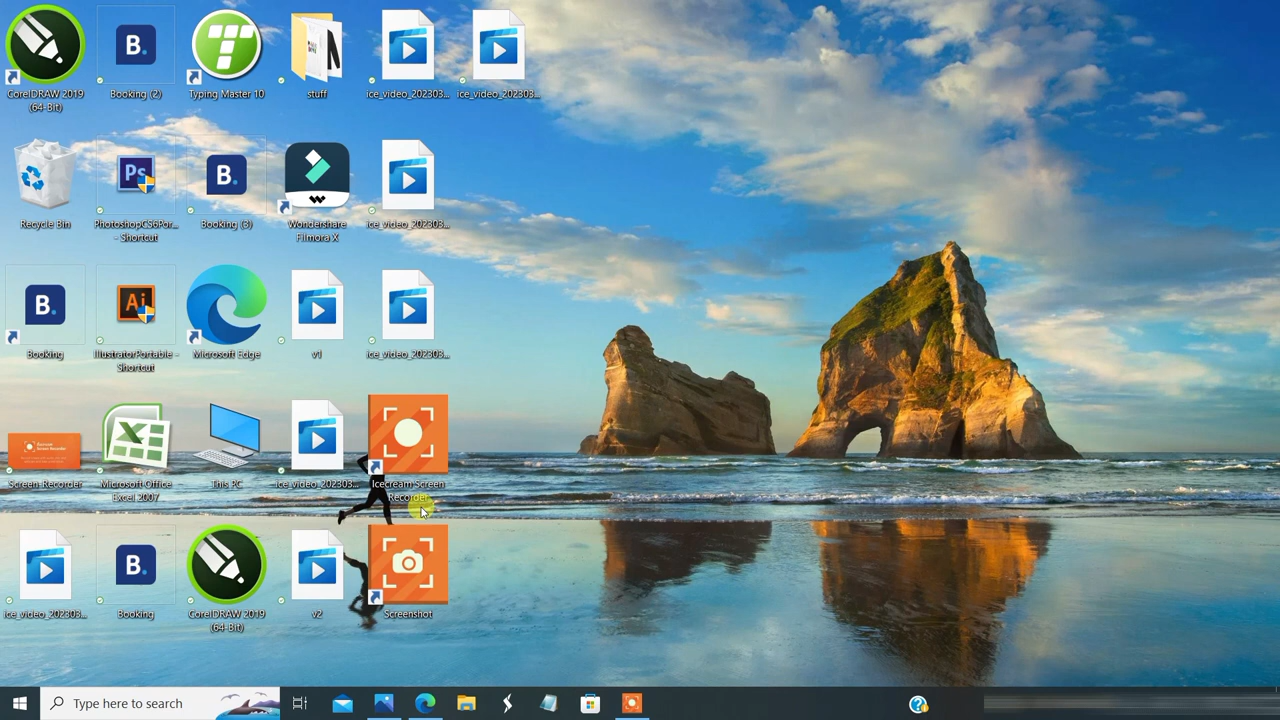 CorelDRAW 2019
(64-Bit)
B.
Booking (2)
Typing Master 10
stuff
ice_video_202303...
ice_video_202303...
Recycle Bin
Ps
PhotoshopCS6Por...
- Shortcut
B.
Booking (3)
Wondershare
Filmora X
ice_video_202303...
B.
Booking
Ai
IllustratorPortable -
Shortcut
Microsoft Edge
v1
ice_video_202303...
Screen Recorder
Microsoft Office
Excel 2007
This PC
ice_video_202303...
Icecream Screen
Recorder
ice_video_202303...
B.
Booking
CorelDRAW 2019
(64-Bit)
v2
Screenshot
Type here to search